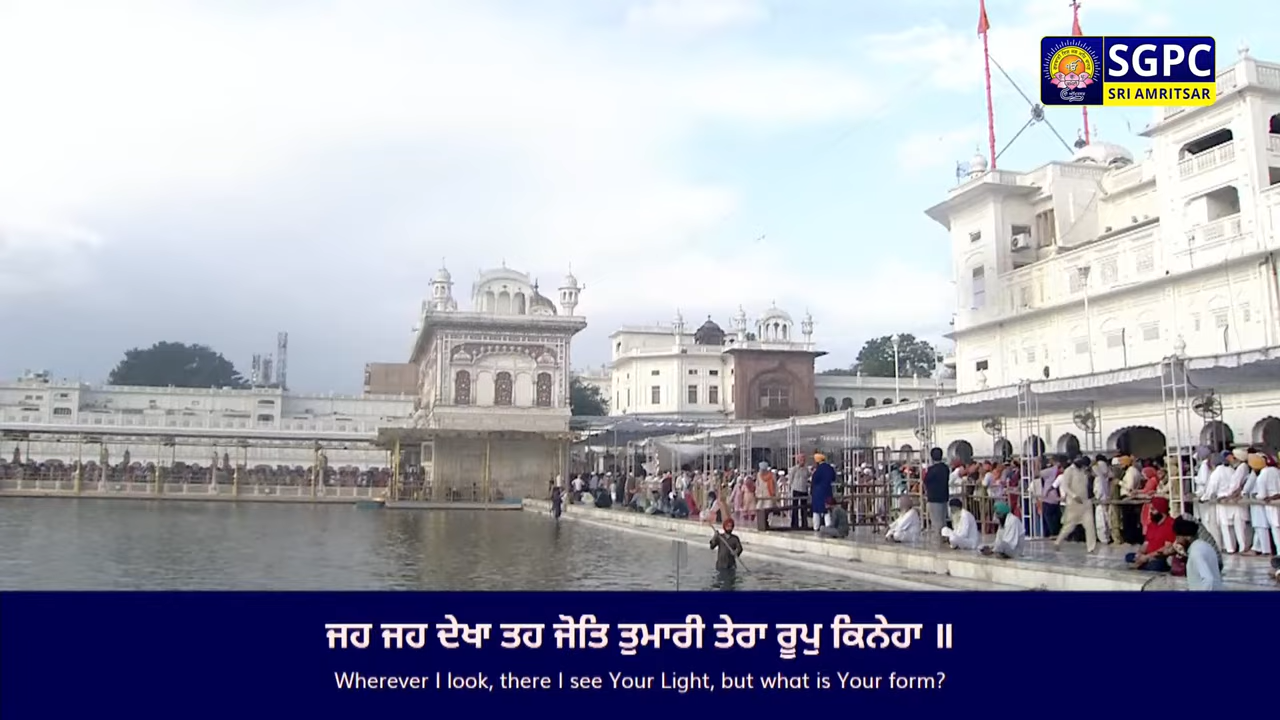 SGPC
SRI AMRITSAR
ਜਹ ਜਹ ਦੇਖਾ ਤਹ ਜੋਤਿ ਤੁਮਾਰੀ ਤੇਰਾ ਰੂਪੁ ਕਿਨੇਹਾ ॥
Wherever I look, there I see Your Light, but what is Your form?